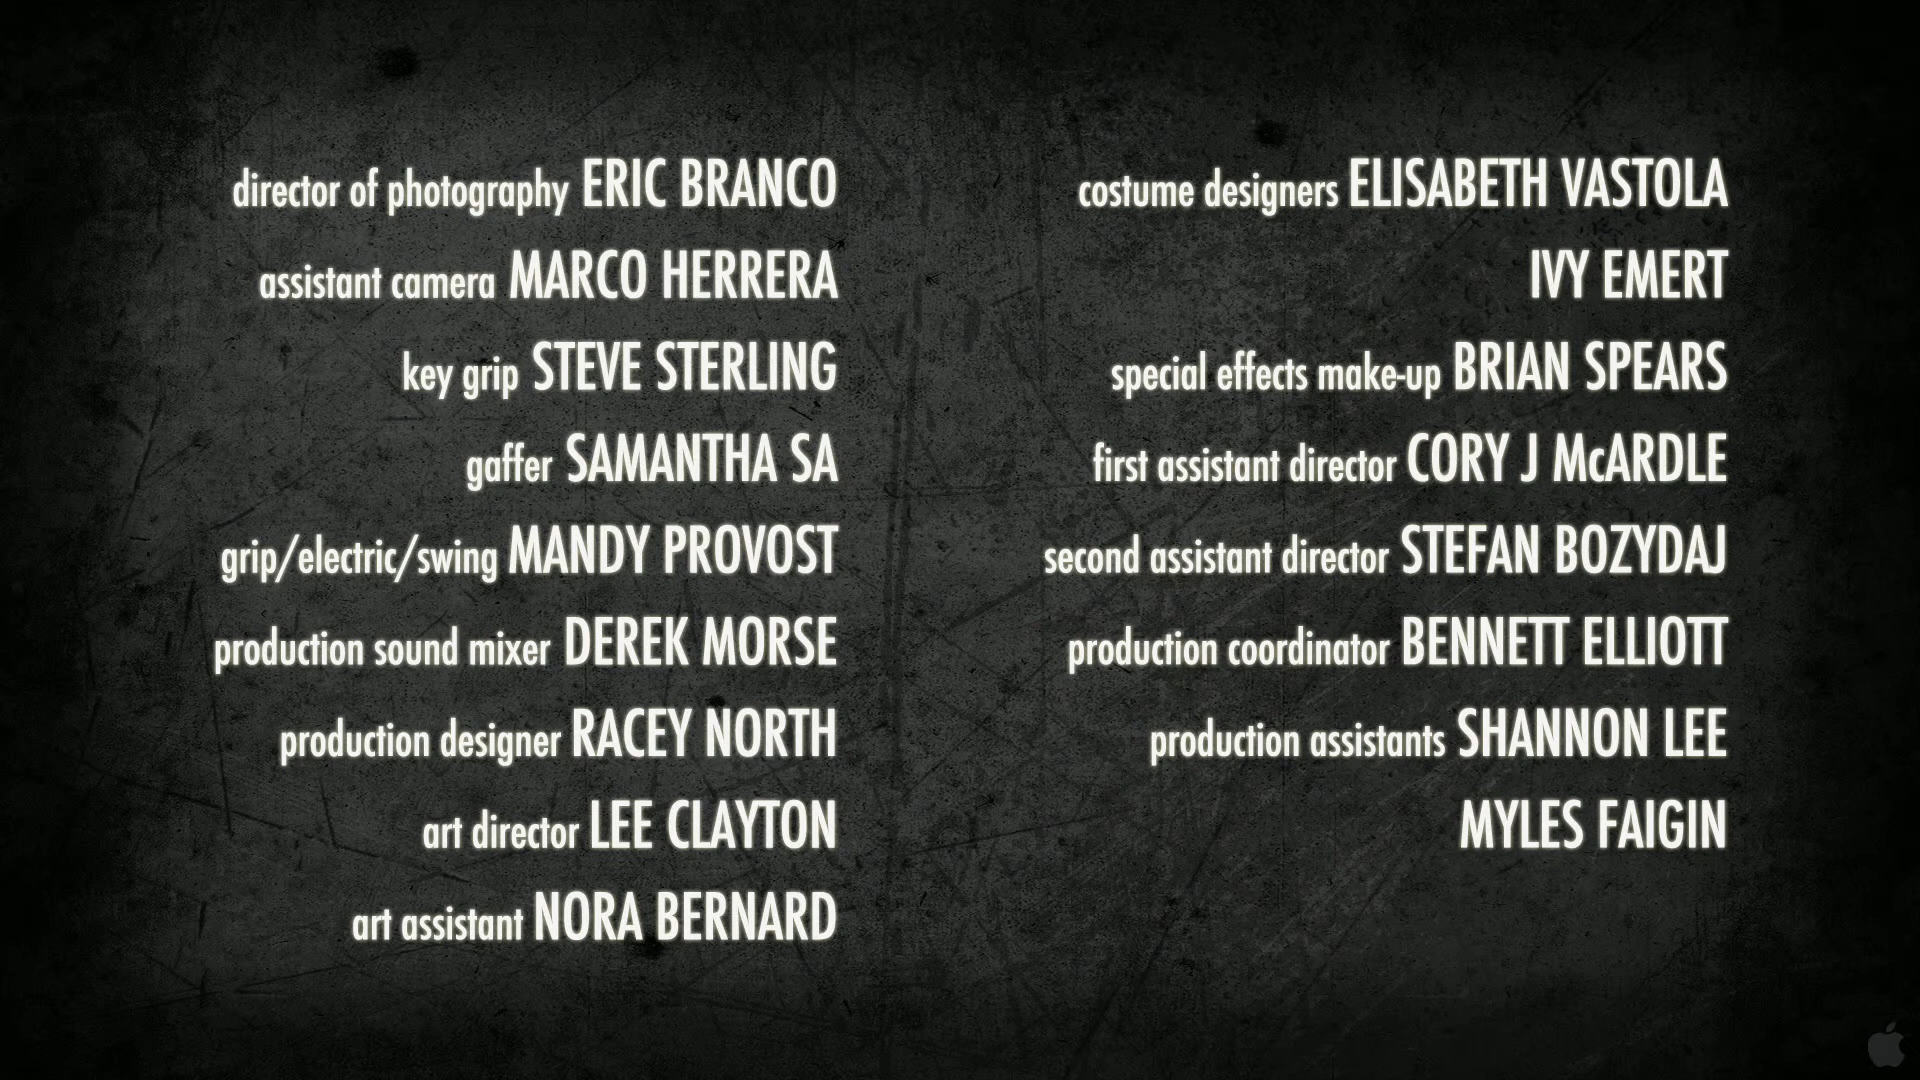 director of photography ERIC BRANCO
assistant camera MARCO HERRERA
key grip STEVE STERLING
gaffer SAMANTHA SA
grip/electric/swing MANDY PROVOST
production sound mixer DEREK MORSE
production designer RACEY NORTH
art director LEE CLAYTON
art assistant NORA BERNARD
costume designers ELISABETH VASTOLA
IVY EMERT
special effects make-up BRIAN SPEARS
first assistant director CORY J McARDLE
second assistant director STEFAN BOZYDAJ
production coordinator BENNETT ELLIOTT
production assistants SHANNON LEE
MYLES FAIGIN